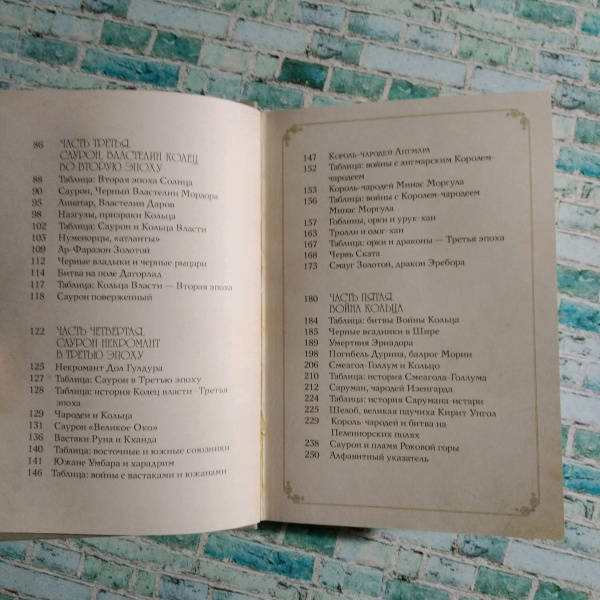 86 ЧАСТЬ ТРЕТЬЯ.
САУРОН, ВЛАСТЕЛИН КОЛЕЦ
ВО ВТОРУЮ ЭПОХУ
88 Таблица: Вторая эпоха Солнца
90 Саурон, Черный Властелин Мордора
95 Аннатар, Властелин Даров
98 Назгулы, призраки Кольца
102 Таблица: Саурон и Кольца Власти
103 Нуменорцы, «атланты»
109 Ар-Фаразон Золотой
112 Черные владыки и черные рыцари
114 Битва на поле Дагорлад
117 Таблица: Кольца Власти — Вторая эпоха
118 Саурон поверженный
122 ЧАСТЬ ЧЕТВЕРТАЯ.
САУРОН НЕКРОМАНТ
В ТРЕТЬЮ ЭПОХУ
125 Некромант Дол Гулдура
127 Таблица: Саурон в Третью эпоху
128 Таблица: история Колец власти - Третья
эпоха
129 Чародеи и Кольца
131 Саурон «Великое Око»
136 Вастаки Руна и Кханда
140 Таблица: восточные и южные союзники
141 Южане Умбара и харадрим
146 Таблица: войны с вастаками и южанами
147 Король-чародей Ангмара
152 Таблица: войны с ангмарским Королем-
чародеем
153 Король-чародей Минас Моргула
156 Таблица: войны с Королем-чародеем
Минас Моргула
157 Гоблины, орки и урук-хаи
163 Тролли и олог-хаи
167 Таблица: орки и драконы — Третья эпоха
168 Червь Ската
173 Смауг Золотой, дракон Эребора
180 ЧАСТЬ ПЯТАЯ.
ВОЙНА КОЛЬЦА
184 Таблица: битвы Войны Кольца
185 Черные всадники в Шире
189 Умертвия Эриадора
198 Погибель Дурина, балрог Мории
206 Смеагол-Голлум и Кольцо
210 Таблица: история Смеагола-Голлума
212 Саруман, чародей Изенгарда
224 Таблица: история Сарумана-истари
225 Шелоб, великая паучиха Кирит Унгол
229 Король-чародей и битва на
Пеленнорских полях
238 Саурон и пламя Роковой горы
250 Алфавитный указатель